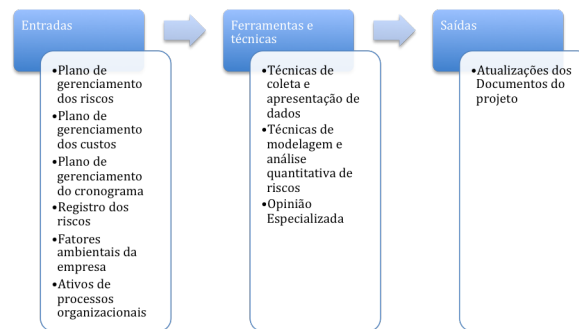 Entradas
•Plano de
gerenciamento
dos riscos
•Plano de
gerenciamento
dos custos
•Plano de
gerenciamento
do cronograma
•Registro dos
riscos
•Fatores
ambientais da
empresa
•Ativos de
processos
organizacionais
Ferramentas e
técnicas
•Técnicas de
coleta e
apresentação de
dados
•Técnicas de
modelagem e
análise
quantitativa de
riscos
•Opinião
Especializada
Saídas
•Atualizações dos
Documentos do
projeto